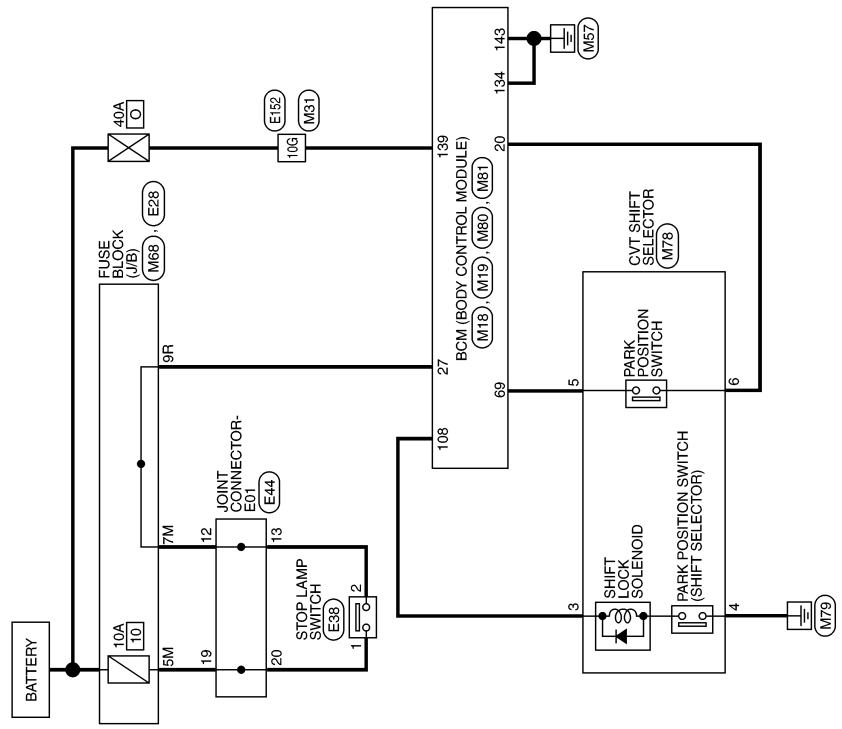 BATTERY
10A
10
40A
O
FUSE
BLOCK
(J/B)
M68 , E28
5M
7M
9R
E152
M31
10G
19
12
JOINT
CONNECTOR-
E01
E44
20
13
STOP LAMP
SWITCH
E38
1
2
108
27
139
BCM (BODY CONTROL MODULE)
M18 , M19 , M80 , M81
69
20
134
143
M57
CVT SHIFT
SELECTOR
M78
3
5
SHIFT
LOCK
SOLENOID
PARK
POSITION
SWITCH
PARK POSITION SWITCH
(SHIFT SELECTOR)
4
6
M79